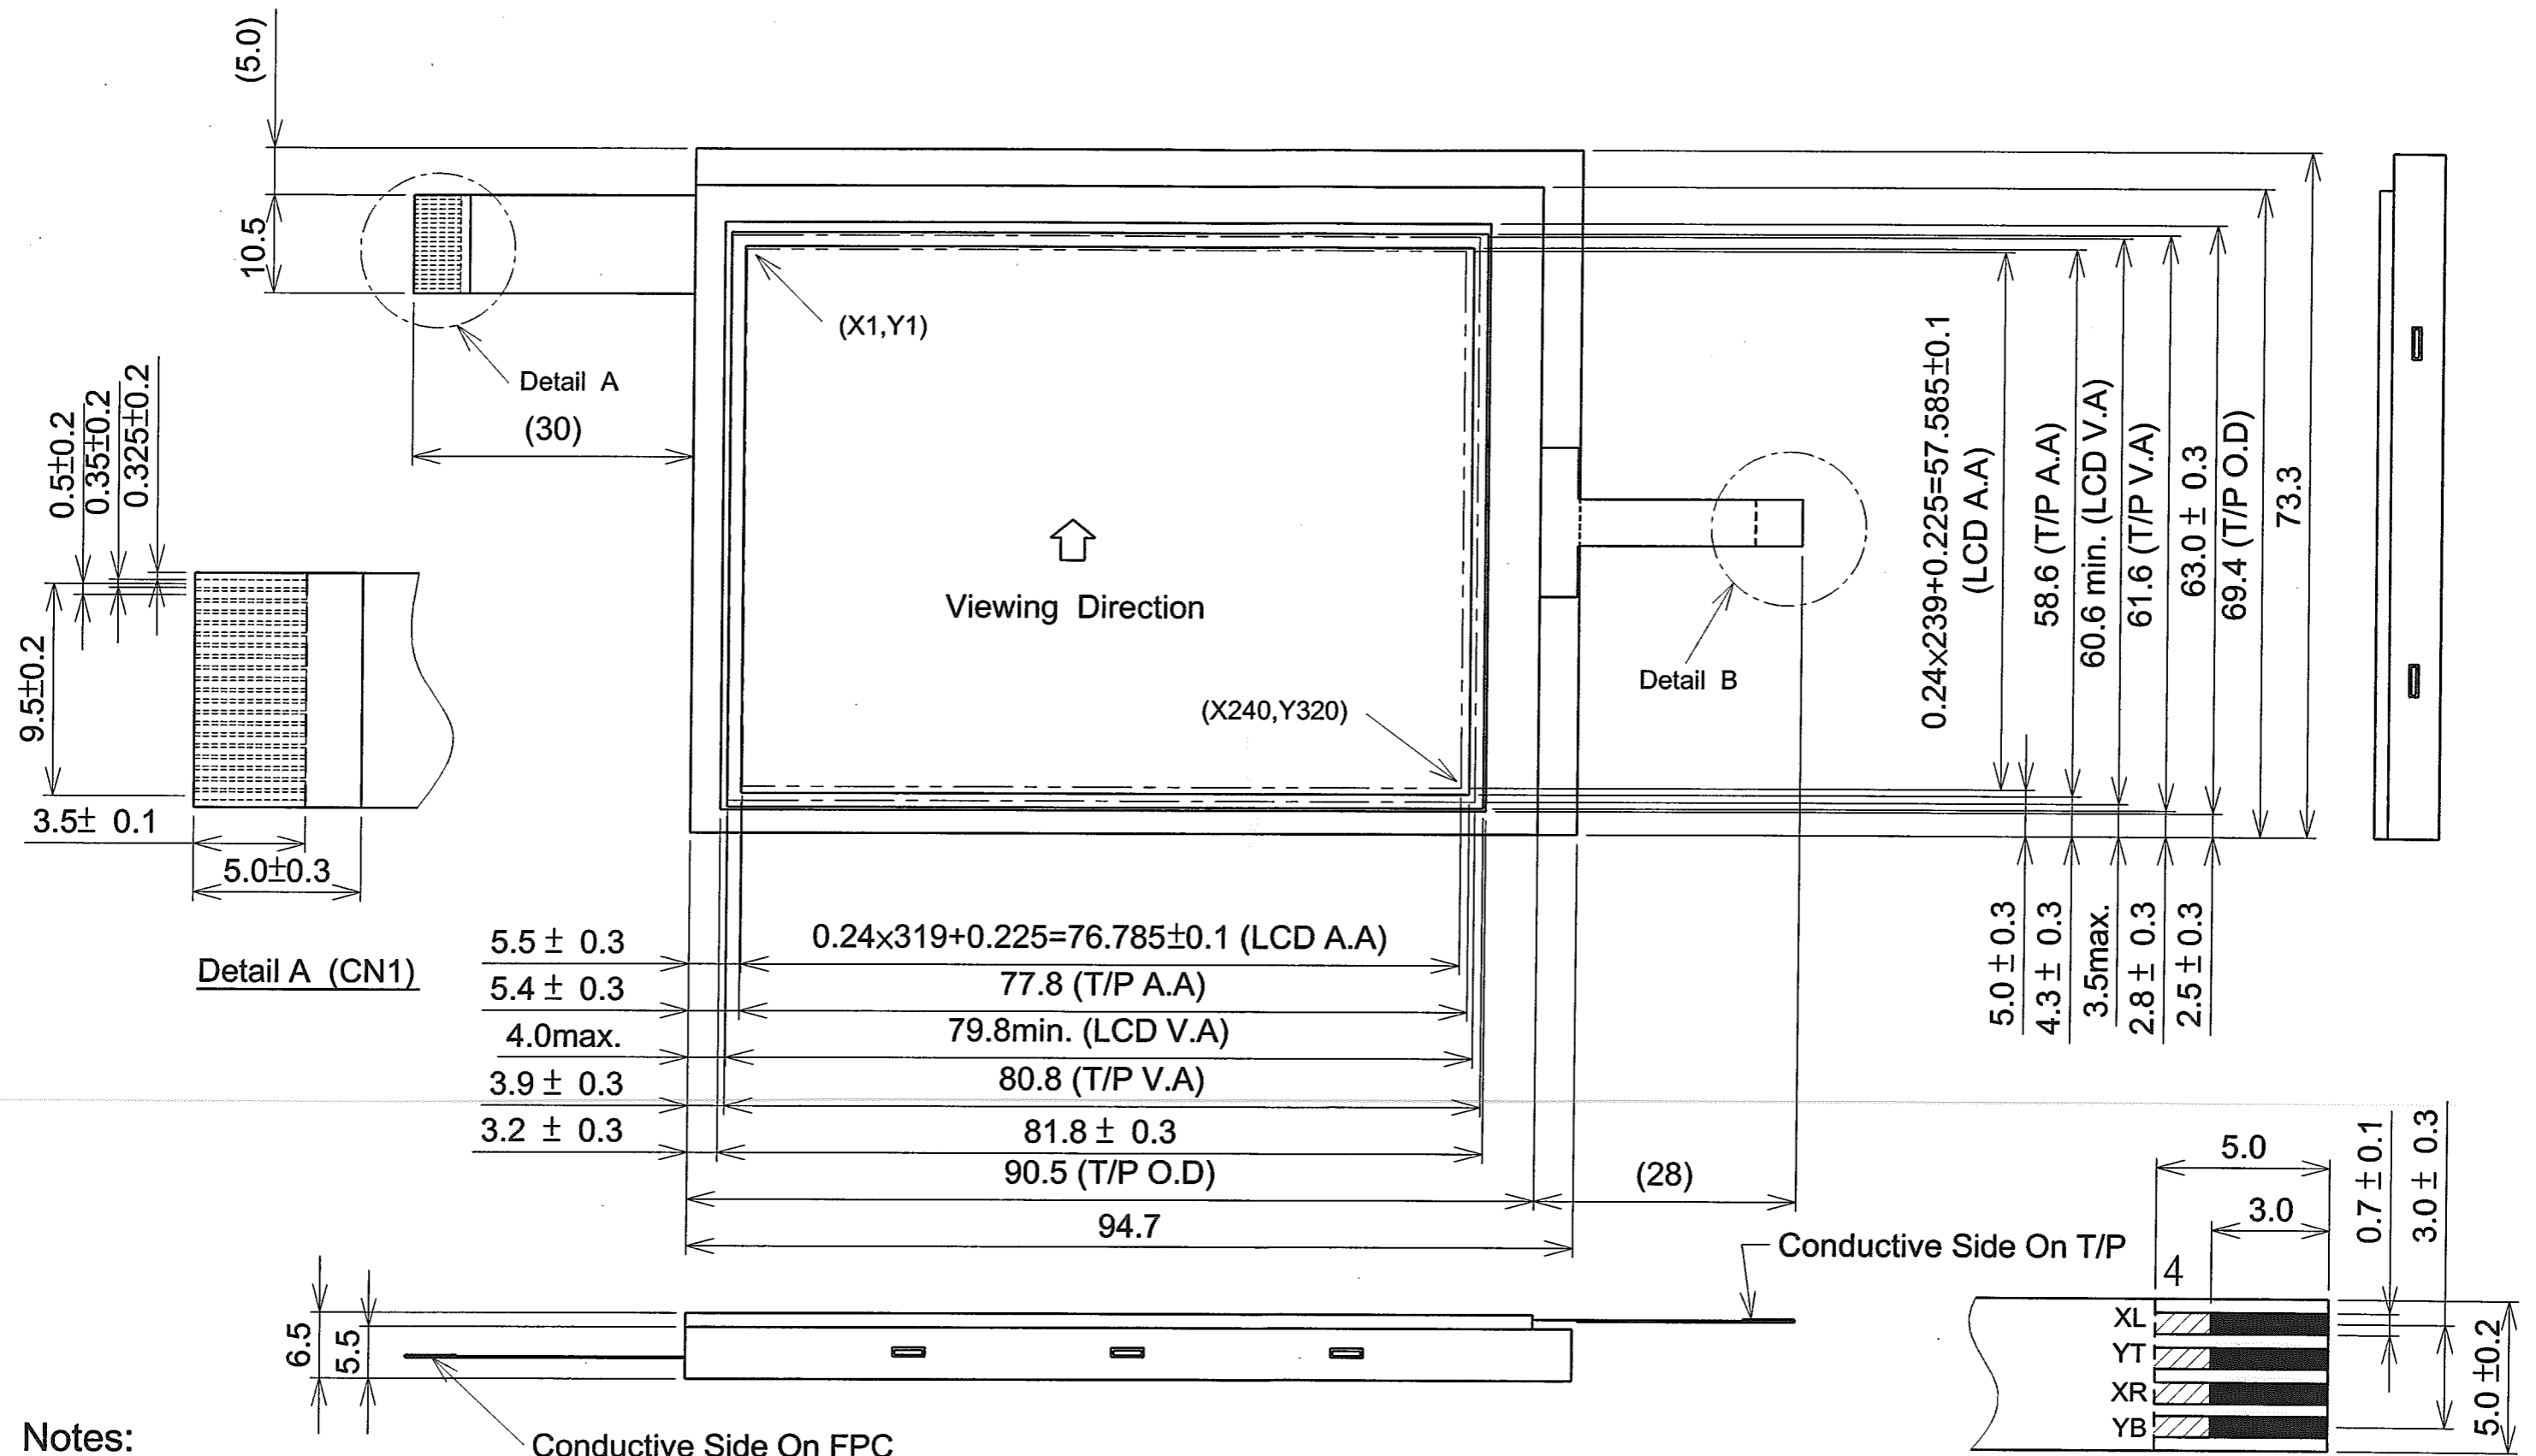 (5.0)
10.5
(X1,Y1)
Detail A
(30)
0.5±0.2
0.35±0.2
0.325±0.2
9.5±0.2
3.5± 0.1
5.0±0.3
Detail A (CN1)
Viewing Direction
(X240,Y320)
Detail B
0.24x239+0.225=57.585±0.1
(LCD A.A)
58.6 (T/P A.A)
60.6 min. (LCD V.A)
61.6 (T/P V.A)
63.0 ± 0.3
69.4 (T/P O.D)
73.3
5.0 ± 0.3
4.3 ± 0.3
3.5max.
2.8 ± 0.3
2.5 ± 0.3
5.5 ± 0.3
0.24x319+0.225=76.785±0.1 (LCD A.A)
5.4 ± 0.3
77.8 (T/P A.A)
4.0max.
79.8min. (LCD V.A)
3.9 ± 0.3
80.8 (T/P V.A)
3.2 ± 0.3
81.8 ± 0.3
90.5 (T/P O.D)
(28)
94.7
Conductive Side On T/P
6.5
5.5
Conductive Side On FPC
5.0
3.0
0.7 ± 0.1
3.0 ± 0.3
4
XL
YT
XR
YB
5.0 ±0.2
Notes: